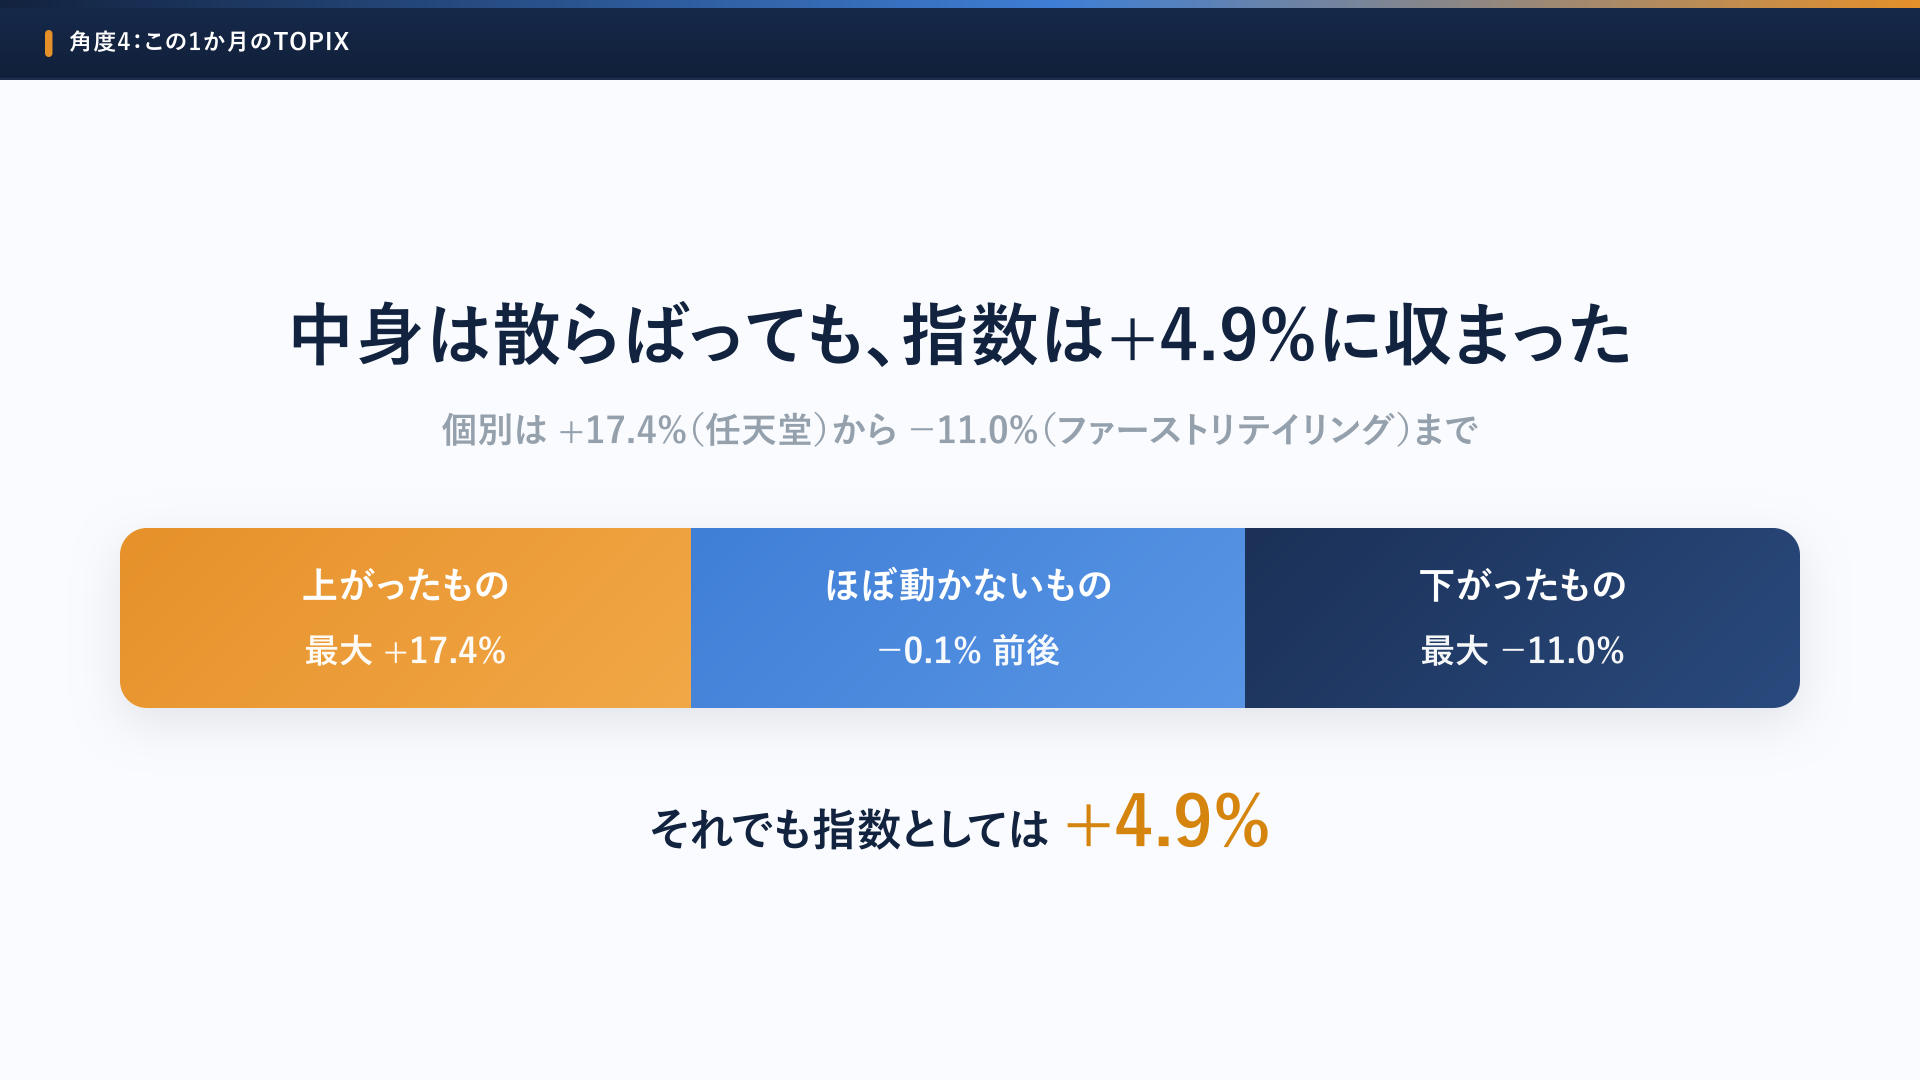 角度4：この1か月のTOPIX
中身は散らばっても、指数は+4.9%に収まった
個別は +17.4%（任天堂）から −11.0%（ファーストリテイリング）まで
上がったもの
最大 +17.4%
ほぼ動かないもの
−0.1% 前後
下がったもの
最大 −11.0%
それでも指数としては +4.9%